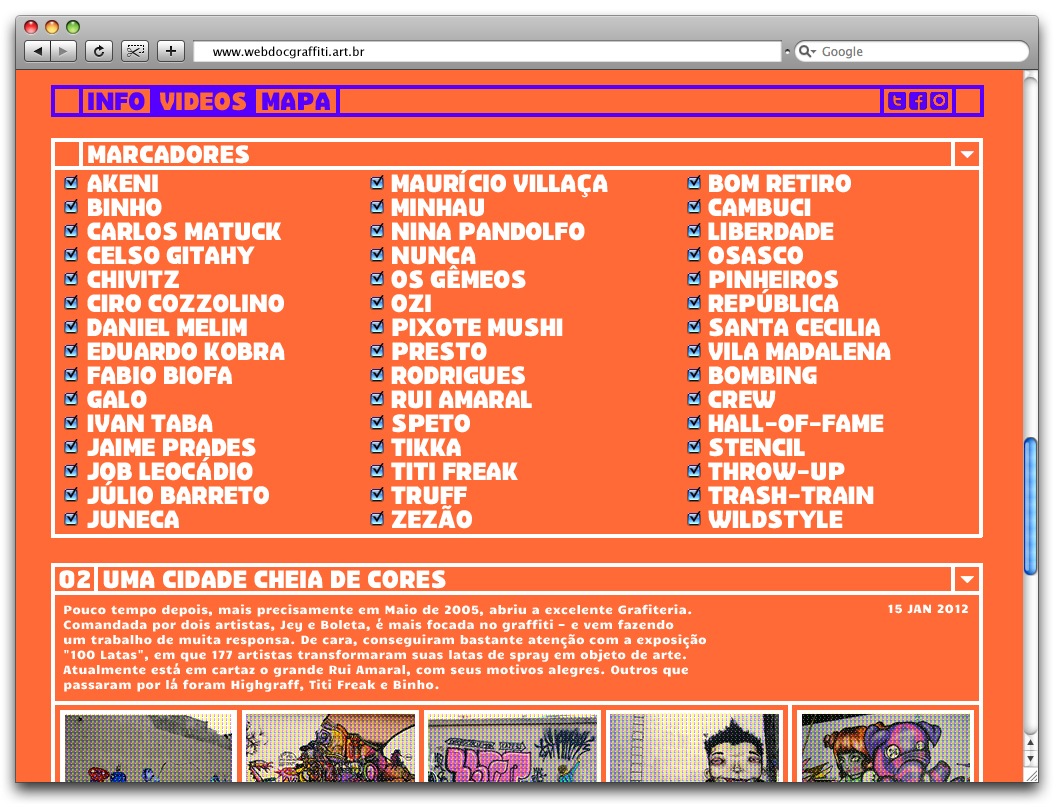 www.webdocgraffiti.art.br
Google
INFO VIDEOS MAPA
MARCADORES
AKENI
BINHO
CARLOS MATUCK
CELSO GITAHY
CHIVITZ
CIRO COZZOLINO
DANIEL MELIM
EDUARDO KOBRA
FABIO BIOFA
GALO
IVAN TABA
JAIME PRADES
JOB LEOCÁDIO
JÚLIO BARRETO
JUNECA
MAURÍCIO VILLAÇA
MINHAU
NINA PANDOLFO
NUNCA
OS GÊMEOS
OZI
PIXOTE MUSHI
PRESTO
RODRIGUES
RUI AMARAL
SPETO
TIKKA
TITI FREAK
TRUFF
ZEZÃO
BOM RETIRO
CAMBUCI
LIBERDADE
OSASCO
PINHEIROS
REPÚBLICA
SANTA CECILIA
VILA MADALENA
BOMBING
CREW
HALL-OF-FAME
STENCIL
THROW-UP
TRASH-TRAIN
WILDSTYLE
02 UMA CIDADE CHEIA DE CORES
15 JAN 2012
Pouco tempo depois, mais precisamente em Maio de 2005, abriu a excelente Grafiteria.
Comandada por dois artistas, Jey e Boleta, é mais focada no graffiti - e vem fazendo
um trabalho de muita responsa. De cara, conseguiram bastante atenção com a exposição
"100 Latas", em que 177 artistas transformaram suas latas de spray em objeto de arte.
Atualmente está em cartaz o grande Rui Amaral, com seus motivos alegres. Outros que
passaram por lá foram Highgraff, Titi Freak e Binho.